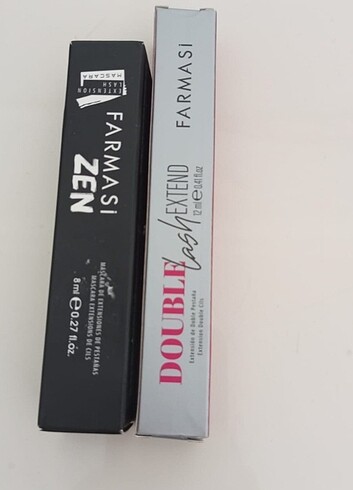 EXTENSION
LASH
MASCARA
FARMASi
ZEN
MÁSCARA DE EXTENSIONES DE PESTAÑAS
MASCARA EXTENSIONS DE CILS
8 ml e 0.27 fl.oz.
FARMASi
DOUBLE
lash EXTEND
12 ml e 0.41 fl.oz
Extensión de Doble Pestaña
Extension Double Cils